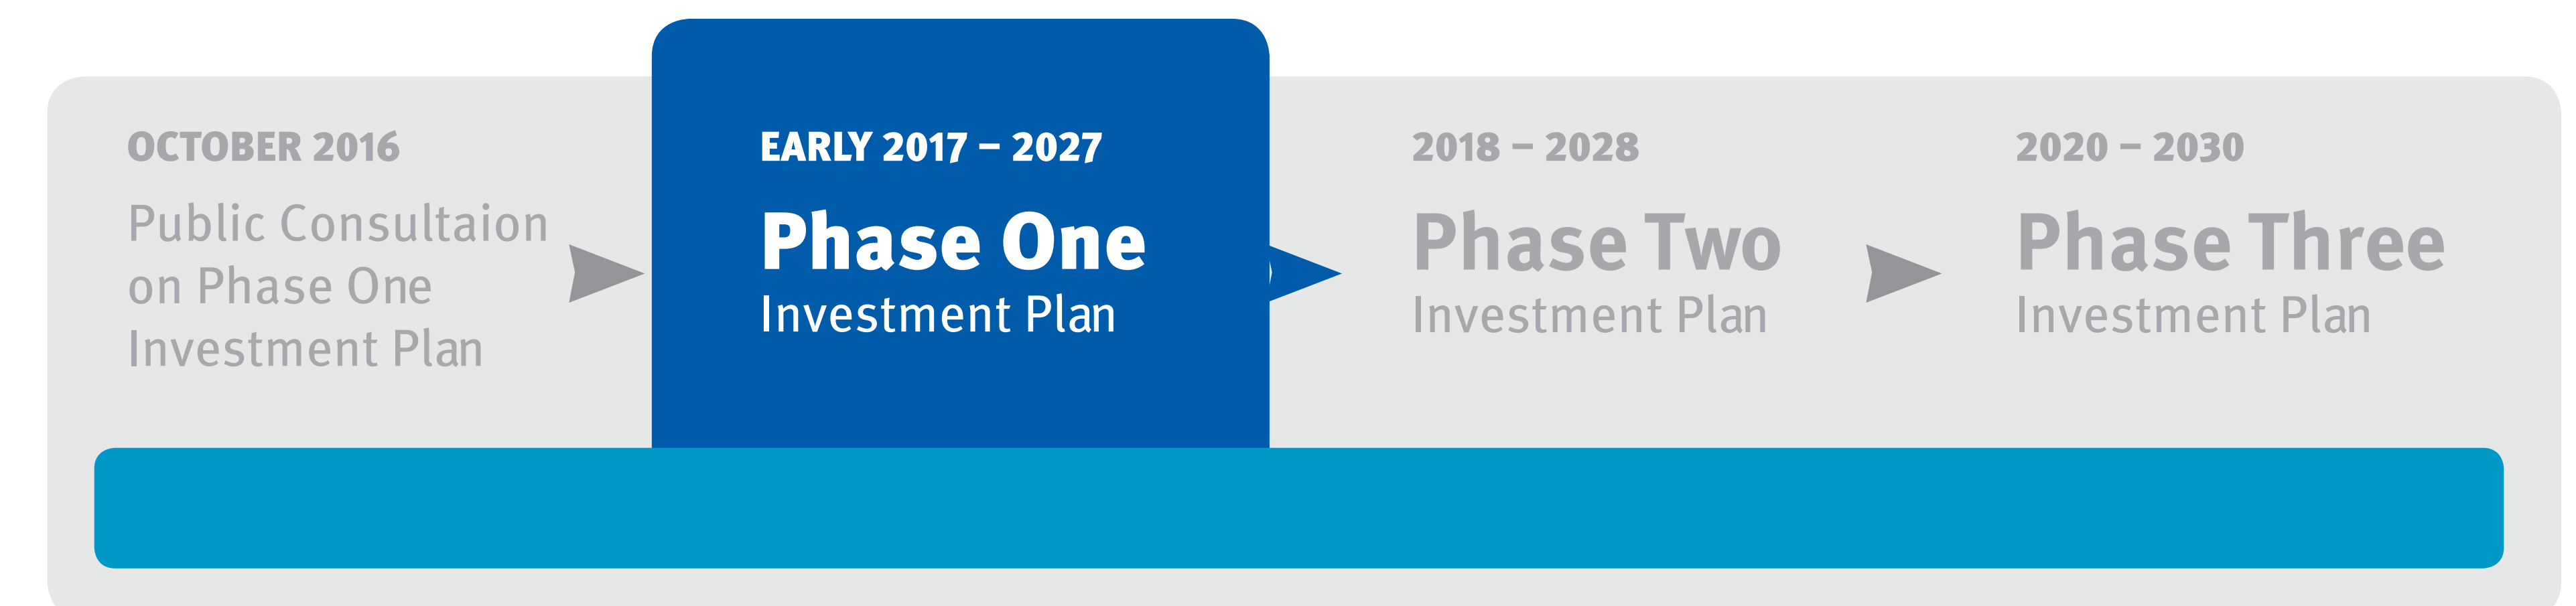 OCTOBER 2016
Public Consultaion
on Phase One
Investment Plan
EARLY 2017 – 2027
Phase One
Investment Plan
2018 – 2028
Phase Two
Investment Plan
2020 – 2030
Phase Three
Investment Plan